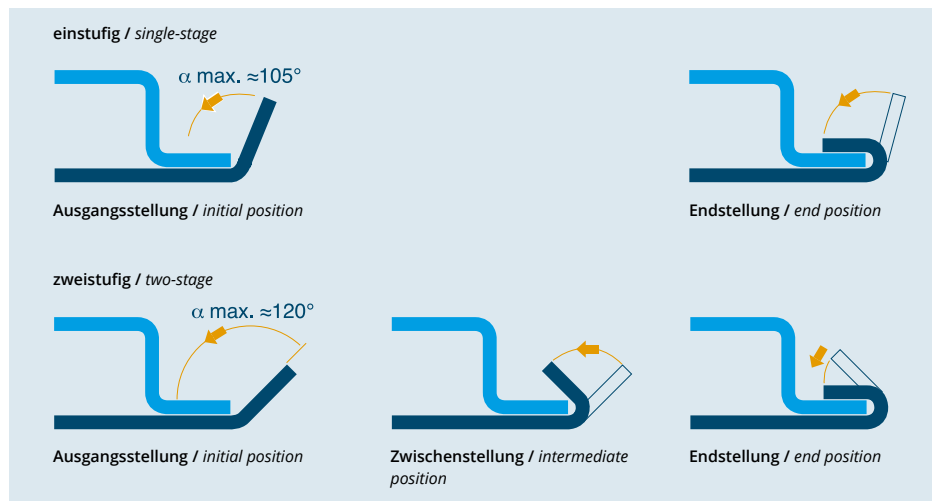 einstufig / single-stage
α max. ≈105°
Ausgangsstellung / initial position
Endstellung / end position
zweistufig / two-stage
α max. ≈120°
Ausgangsstellung / initial position
Zwischenstellung / intermediate
position
Endstellung / end position